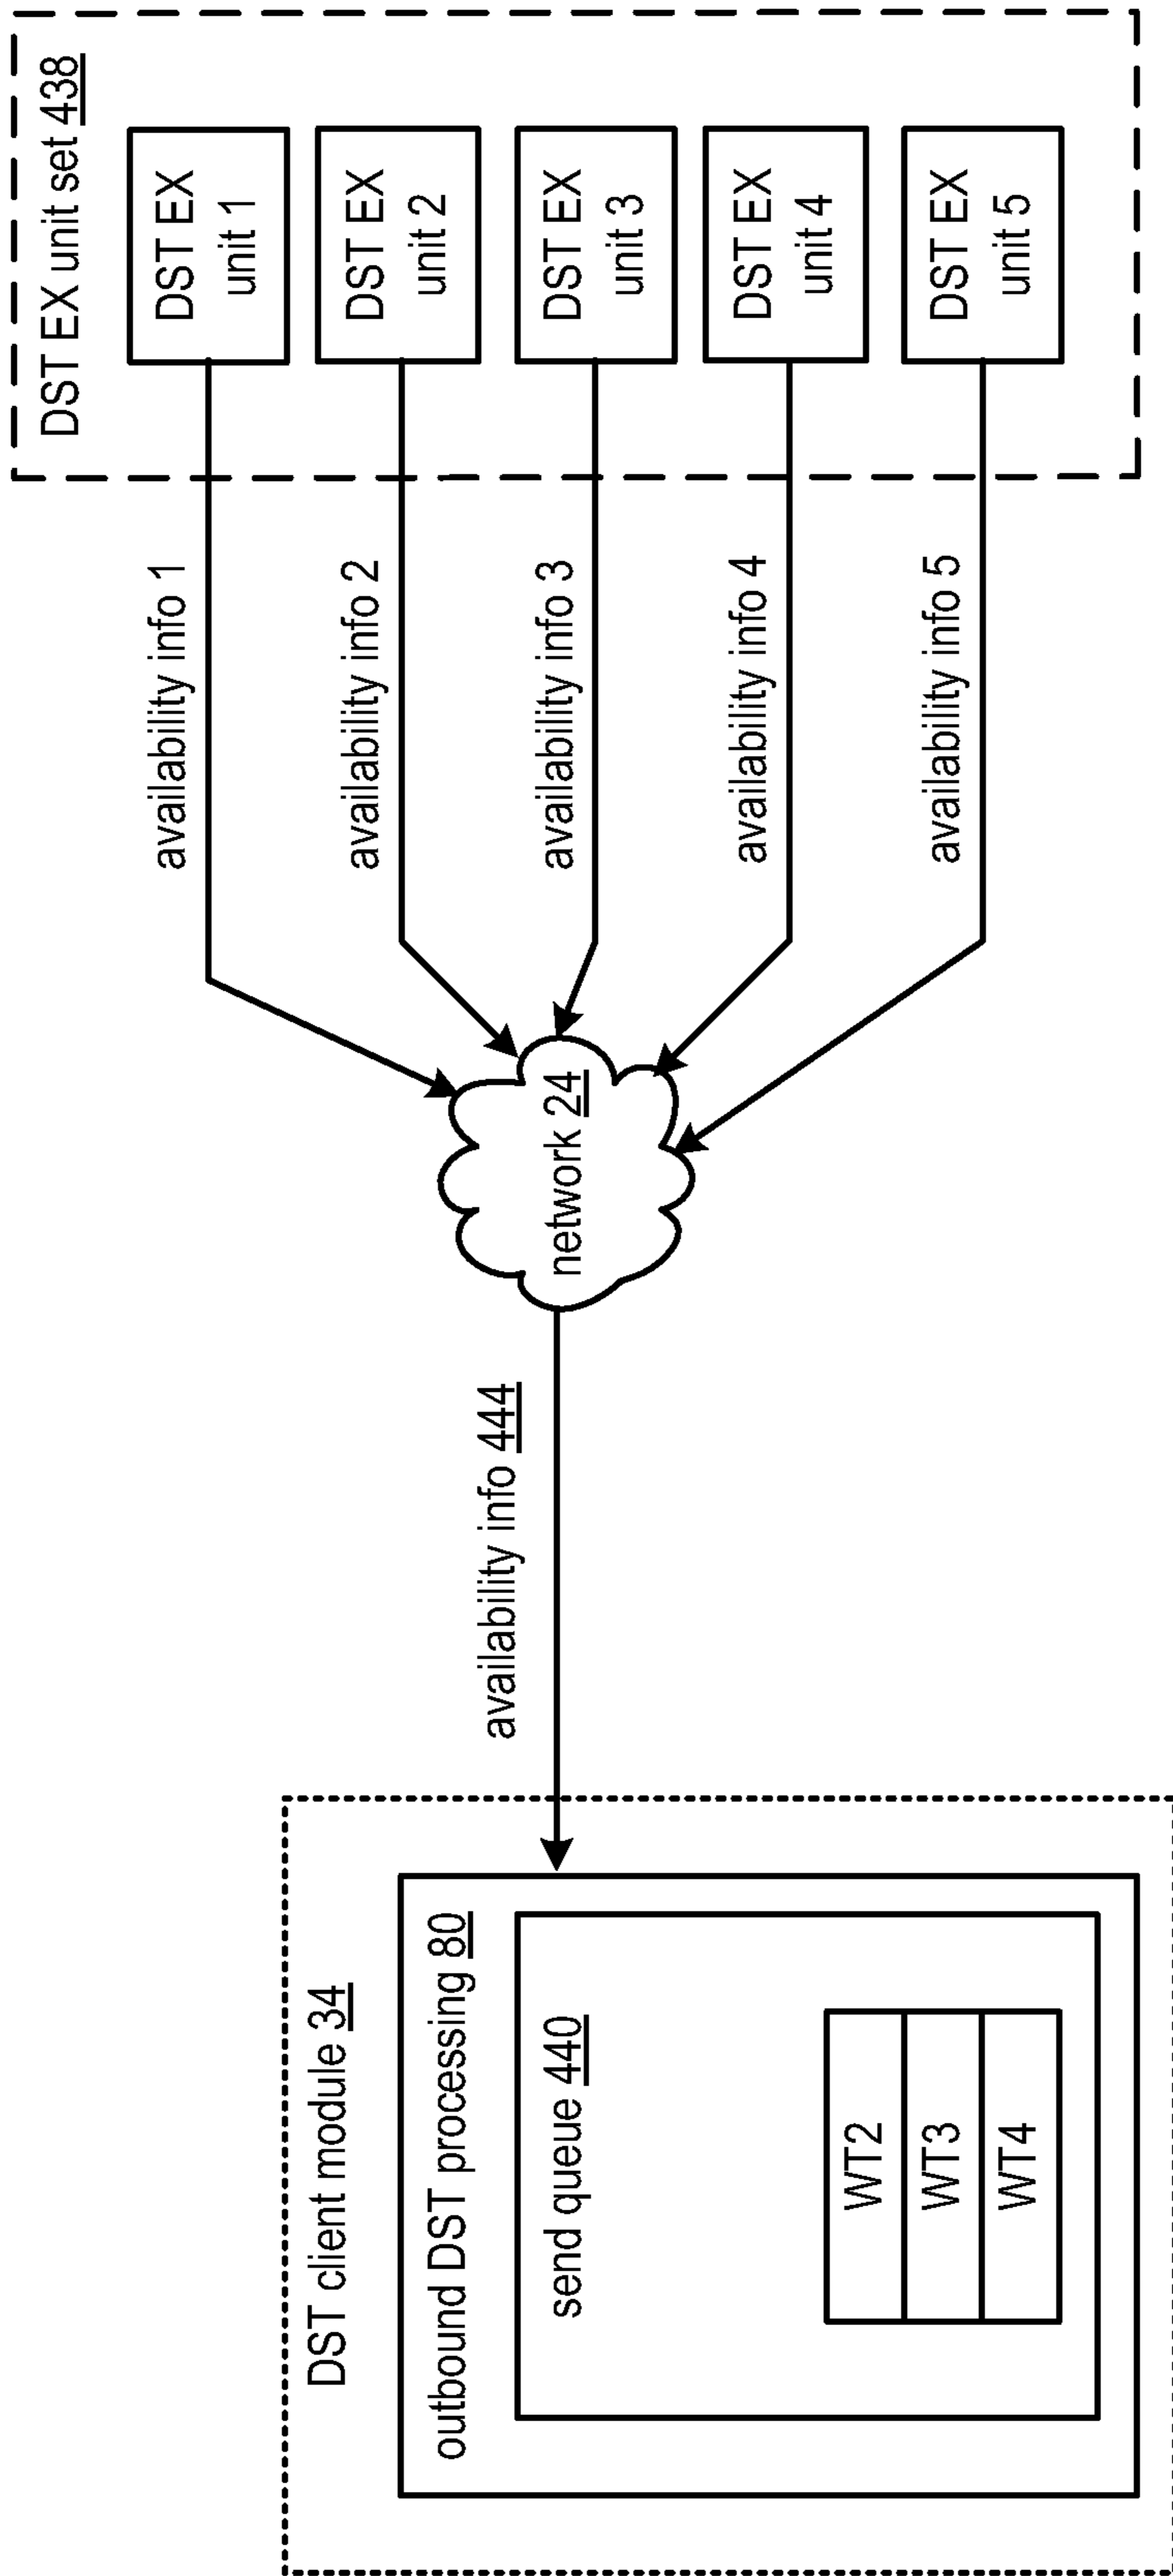 DST client module 34
outbound DST processing 80
send queue 440
WT2
WT3
WT4
availability info 444
network 24
availability info 1
availability info 2
availability info 3
availability info 4
availability info 5
DST EX unit set 438
DST EX
unit 1
DST EX
unit 2
DST EX
unit 3
DST EX
unit 4
DST EX
unit 5